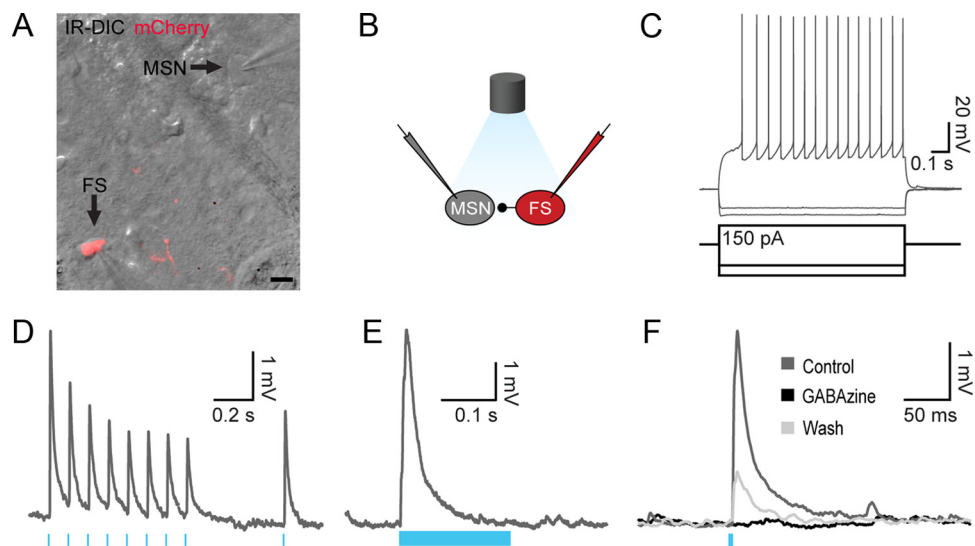 A
IR-DIC mCherry
MSN
FS
B
MSN
FS
C
20 mV
0.1 s
150 pA
D
1 mV
0.2 s
E
1 mV
0.1 s
F
Control
GABAzine
Wash
1 mV
50 ms